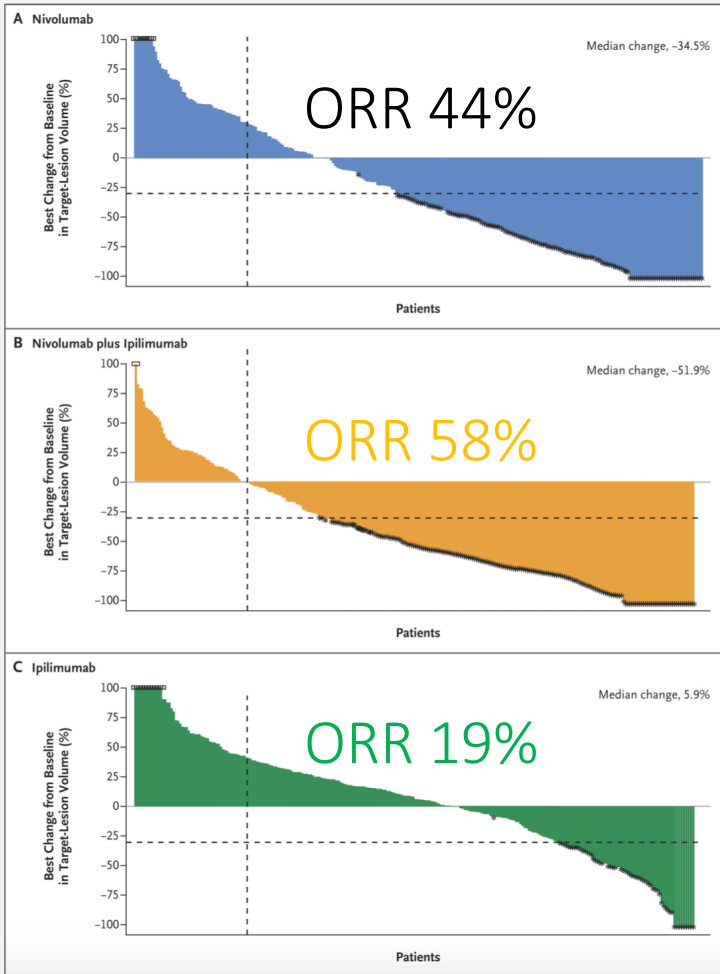 A Nivolumab
Median change, −34.5%
Best Change from Baseline
in Target-Lesion Volume (%)
100
75
50
25
0
−25
−50
−75
−100
ORR 44%
Patients
B Nivolumab plus Ipilimumab
Median change, −51.9%
Best Change from Baseline
in Target-Lesion Volume (%)
100
75
50
25
0
−25
−50
−75
−100
ORR 58%
Patients
C Ipilimumab
Median change, 5.9%
Best Change from Baseline
in Target-Lesion Volume (%)
100
75
50
25
0
−25
−50
−75
−100
ORR 19%
Patients